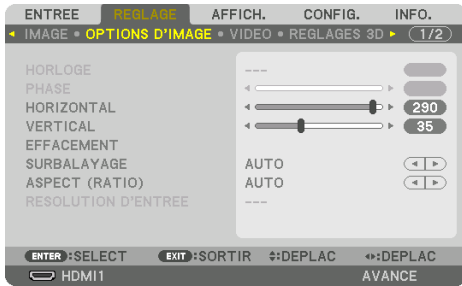 ENTREE REGLAGE AFFICH. CONFIG. INFO.
◄ IMAGE • OPTIONS D'IMAGE • VIDEO • REGLAGES 3D ► 1/2
HORLOGE ---
PHASE
HORIZONTAL 290
VERTICAL 35
EFFACEMENT
SURBALAYAGE AUTO
ASPECT (RATIO) AUTO
RESOLUTION D'ENTREE ---
ENTER :SELECT EXIT :SORTIR :DEPLAC :DEPLAC
HDMI1 AVANCE